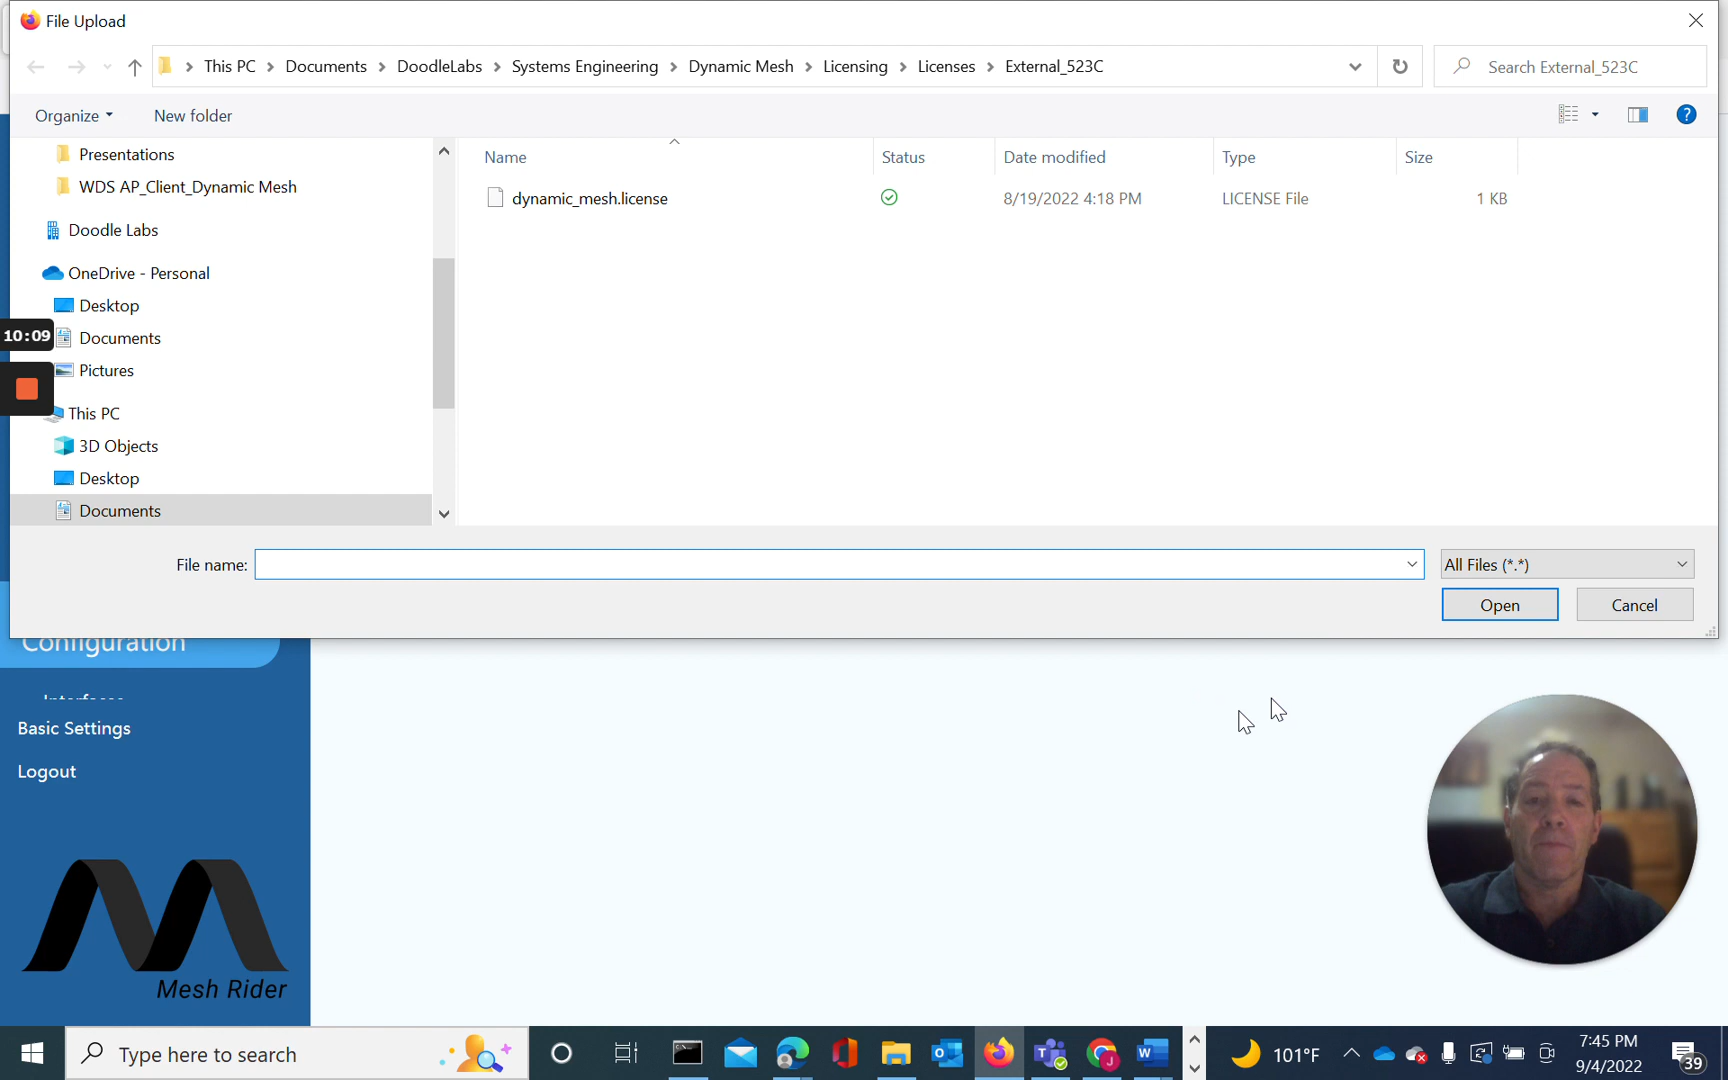 File Upload
This PC > Documents > DoodleLabs > Systems Engineering > Dynamic Mesh > Licensing > Licenses > External_523C
Search External_523C
Organize
New folder
Presentations
WDS AP_Client_Dynamic Mesh
Doodle Labs
OneDrive - Personal
Desktop
Documents
Pictures
This PC
3D Objects
Desktop
Documents
10:09
Name
Status
Date modified
Type
Size
dynamic_mesh.license
8/19/2022 4:18 PM
LICENSE File
1 KB
File name:
All Files (*.*)
Open
Cancel
Configuration
Interfaces
Basic Settings
Logout
Mesh Rider
Type here to search
101°F
7:45 PM
9/4/2022
39